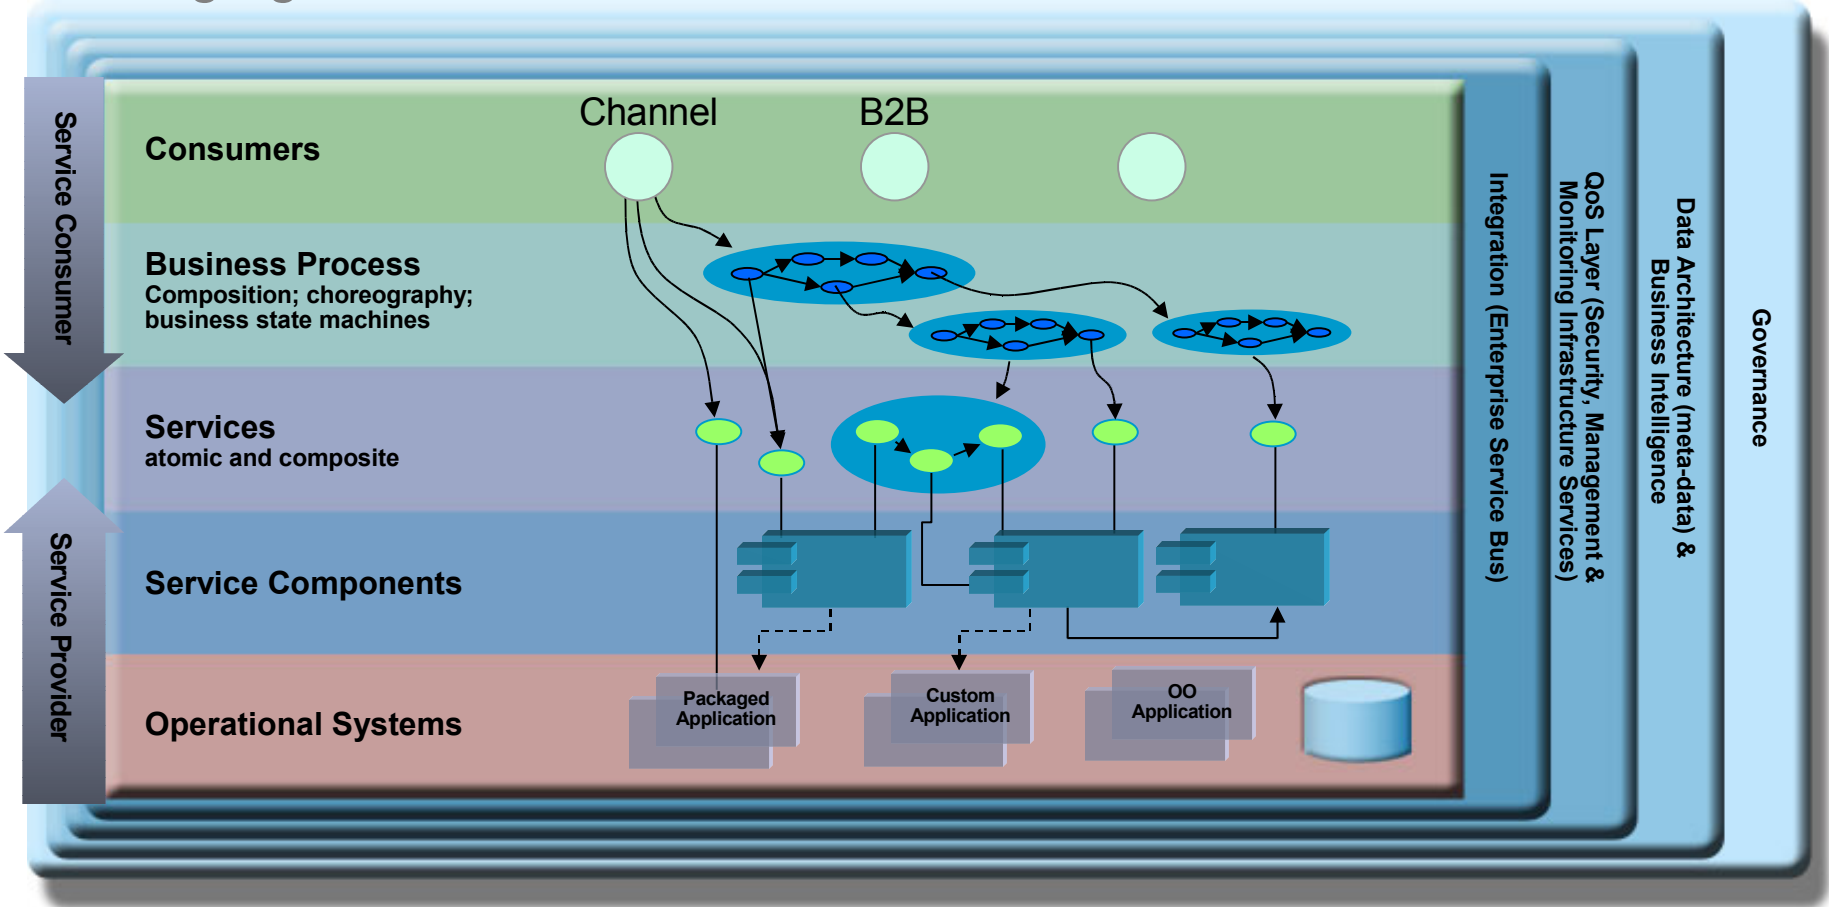 Channel
B2B
Consumers
Business Process
Composition; choreography;
business state machines
Services
atomic and composite
Service Components
Operational Systems
Packaged
Application
Custom
Application
OO
Application
Service Consumer
Service Provider
Integration (Enterprise Service Bus)
QoS Layer (Security, Management &
Monitoring Infrastructure Services)
Data Architecture (meta-data) &
Business Intelligence
Governance